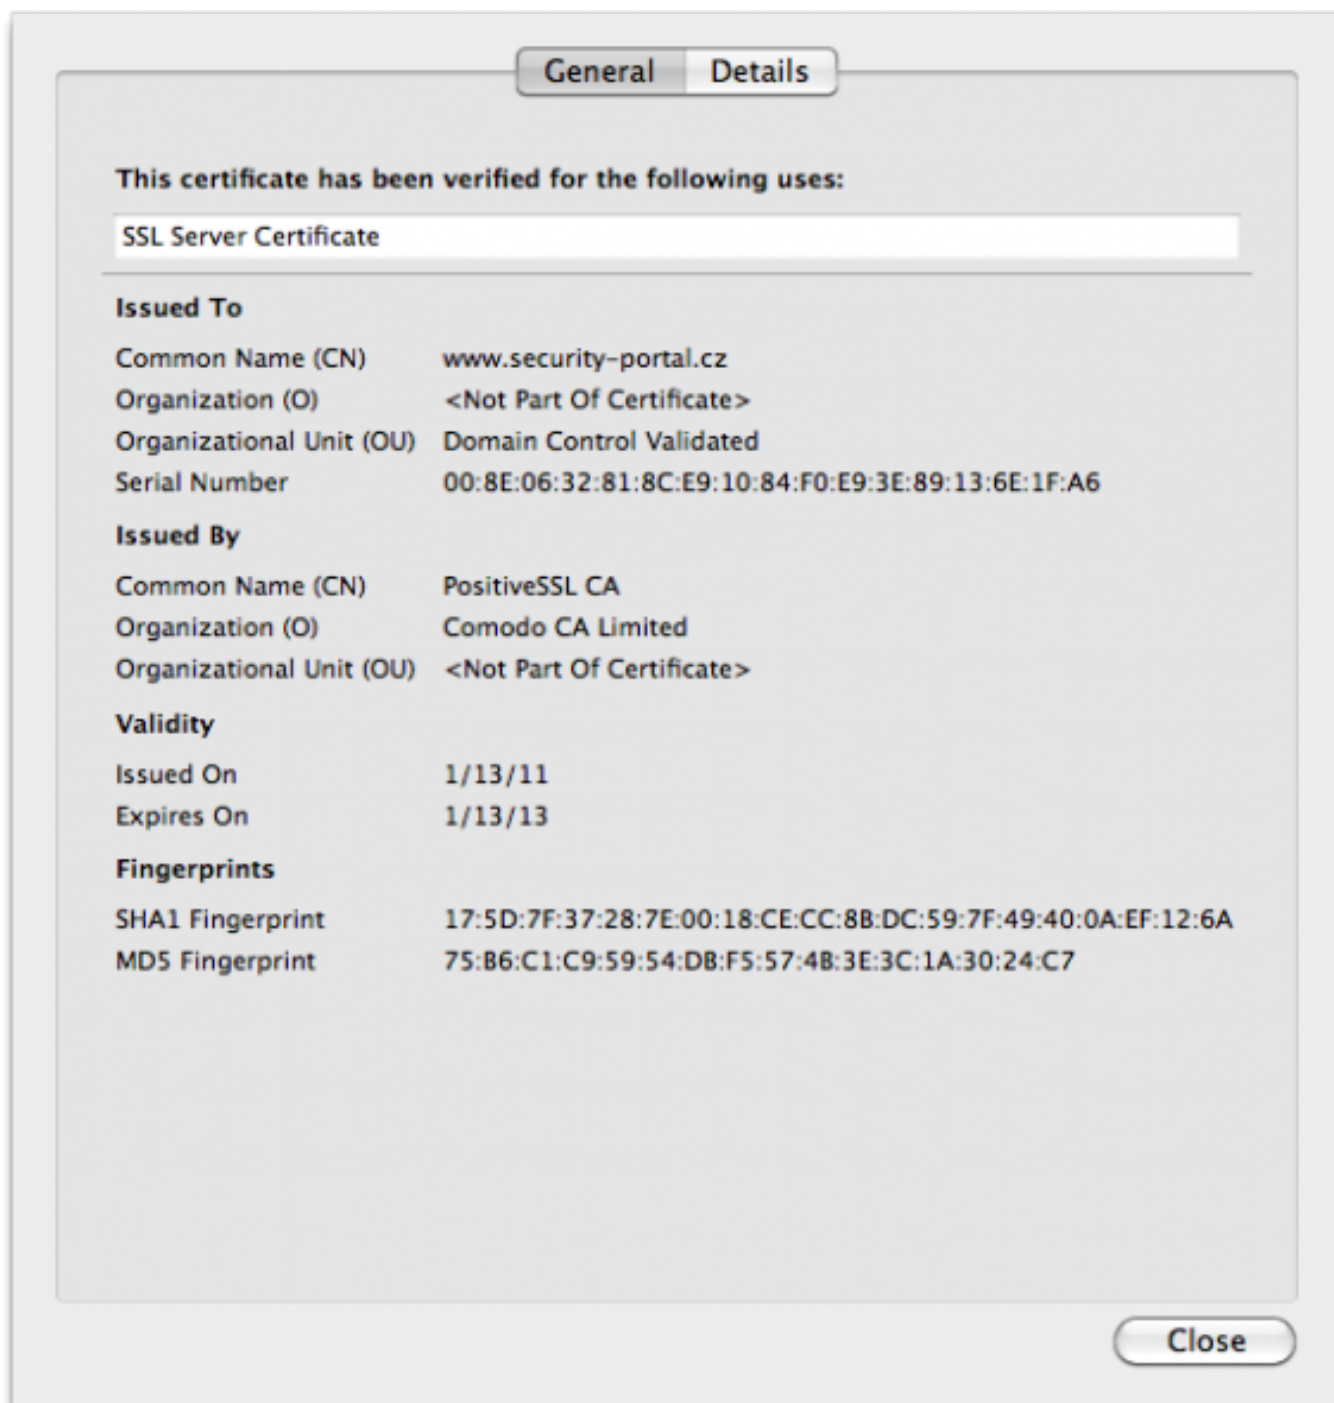 General Details
This certificate has been verified for the following uses:
SSL Server Certificate
Issued To
Common Name (CN) www.security-portal.cz
Organization (O) <Not Part Of Certificate>
Organizational Unit (OU) Domain Control Validated
Serial Number 00:8E:06:32:81:8C:E9:10:84:F0:E9:3E:89:13:6E:1F:A6
Issued By
Common Name (CN) PositiveSSL CA
Organization (O) Comodo CA Limited
Organizational Unit (OU) <Not Part Of Certificate>
Validity
Issued On 1/13/11
Expires On 1/13/13
Fingerprints
SHA1 Fingerprint 17:5D:7F:37:28:7E:00:18:CE:CC:8B:DC:59:7F:49:40:0A:EF:12:6A
MD5 Fingerprint 75:B6:C1:C9:59:54:DB:F5:57:4B:3E:3C:1A:30:24:C7
Close